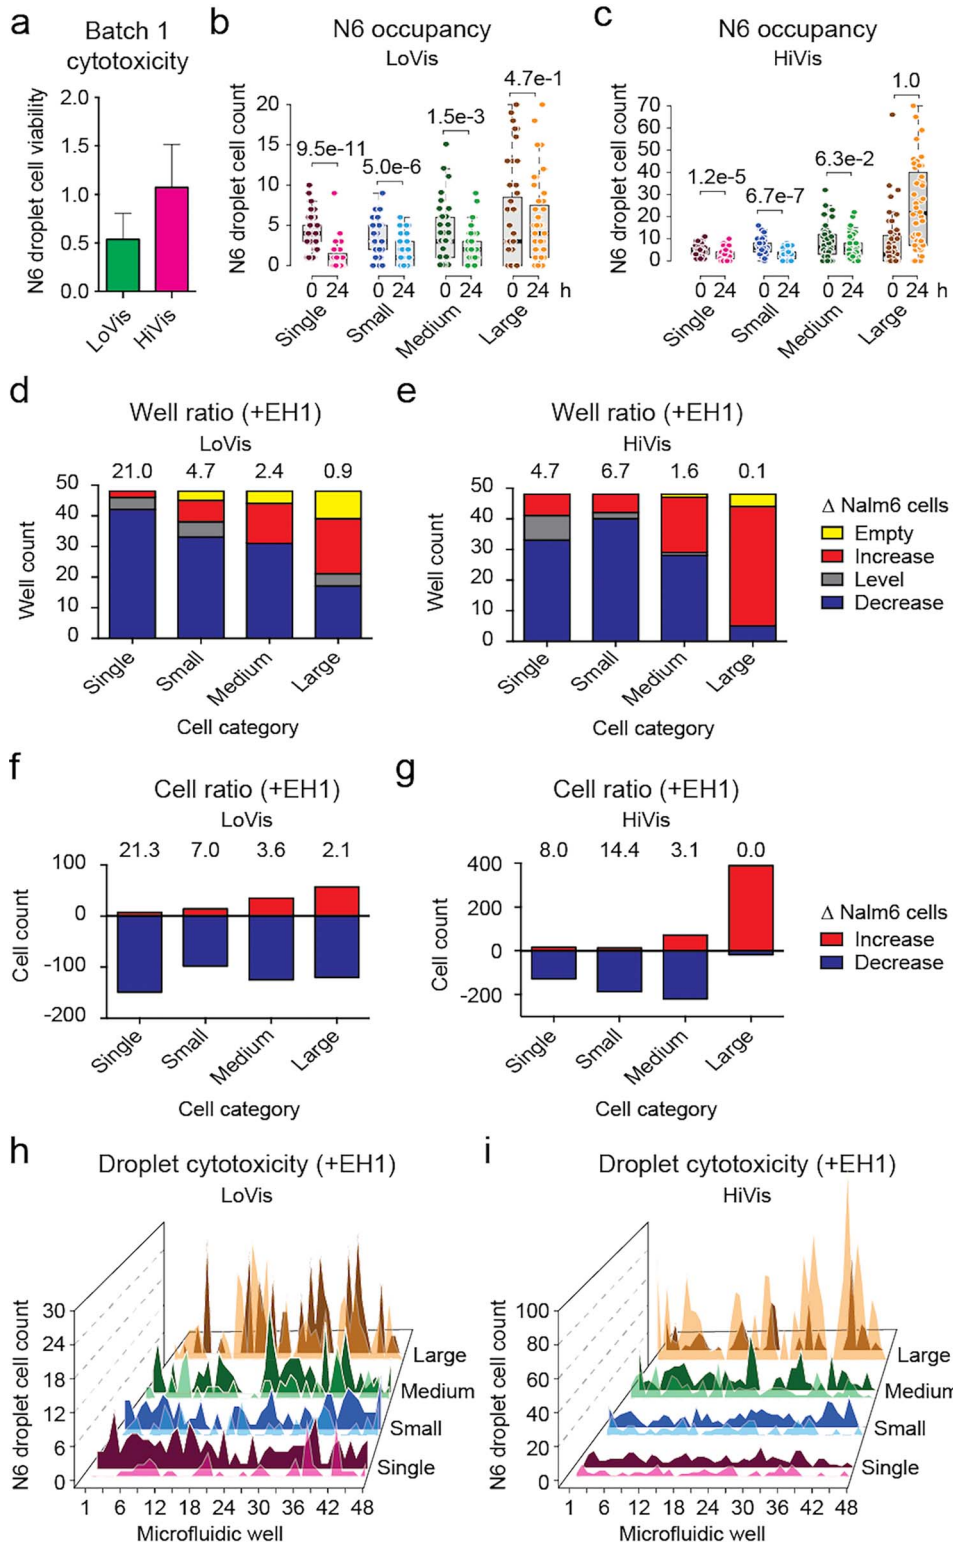 a
Batch 1
cytotoxicity
N6 droplet cell viability
2.0
1.5
1.0
0.5
0.0
LoVis
HiVis
b
N6 occupancy
LoVis
N6 droplet cell count
20
15
10
5
0
9.5e-11
5.0e-6
1.5e-3
4.7e-1
0 24 0 24 0 24 0 24 h
Single
Small
Medium
Large
c
N6 occupancy
HiVis
N6 droplet cell count
70
60
50
40
30
20
10
0
1.2e-5
6.7e-7
6.3e-2
1.0
0 24 0 24 0 24 0 24 h
Single
Small
Medium
Large
d
Well ratio (+EH1)
LoVis
21.0 4.7 2.4 0.9
Well count
50
40
30
20
10
0
Single
Small
Medium
Large
Cell category
e
Well ratio (+EH1)
HiVis
4.7 6.7 1.6 0.1
Well count
50
40
30
20
10
0
Single
Small
Medium
Large
Cell category
Δ Nalm6 cells
Empty
Increase
Level
Decrease
f
Cell ratio (+EH1)
LoVis
21.3 7.0 3.6 2.1
Cell count
100
0
-100
-200
Single
Small
Medium
Large
Cell category
g
Cell ratio (+EH1)
HiVis
8.0 14.4 3.1 0.0
Cell count
400
200
0
-200
Single
Small
Medium
Large
Cell category
Δ Nalm6 cells
Increase
Decrease
h
Droplet cytotoxicity (+EH1)
LoVis
N6 droplet cell count
30
24
18
12
6
0
Large
Medium
Small
Single
1 6 12 18 24 30 36 42 48
Microfluidic well
i
Droplet cytotoxicity (+EH1)
HiVis
N6 droplet cell count
100
80
60
40
20
0
Large
Medium
Small
Single
1 6 12 18 24 30 36 42 48
Microfluidic well